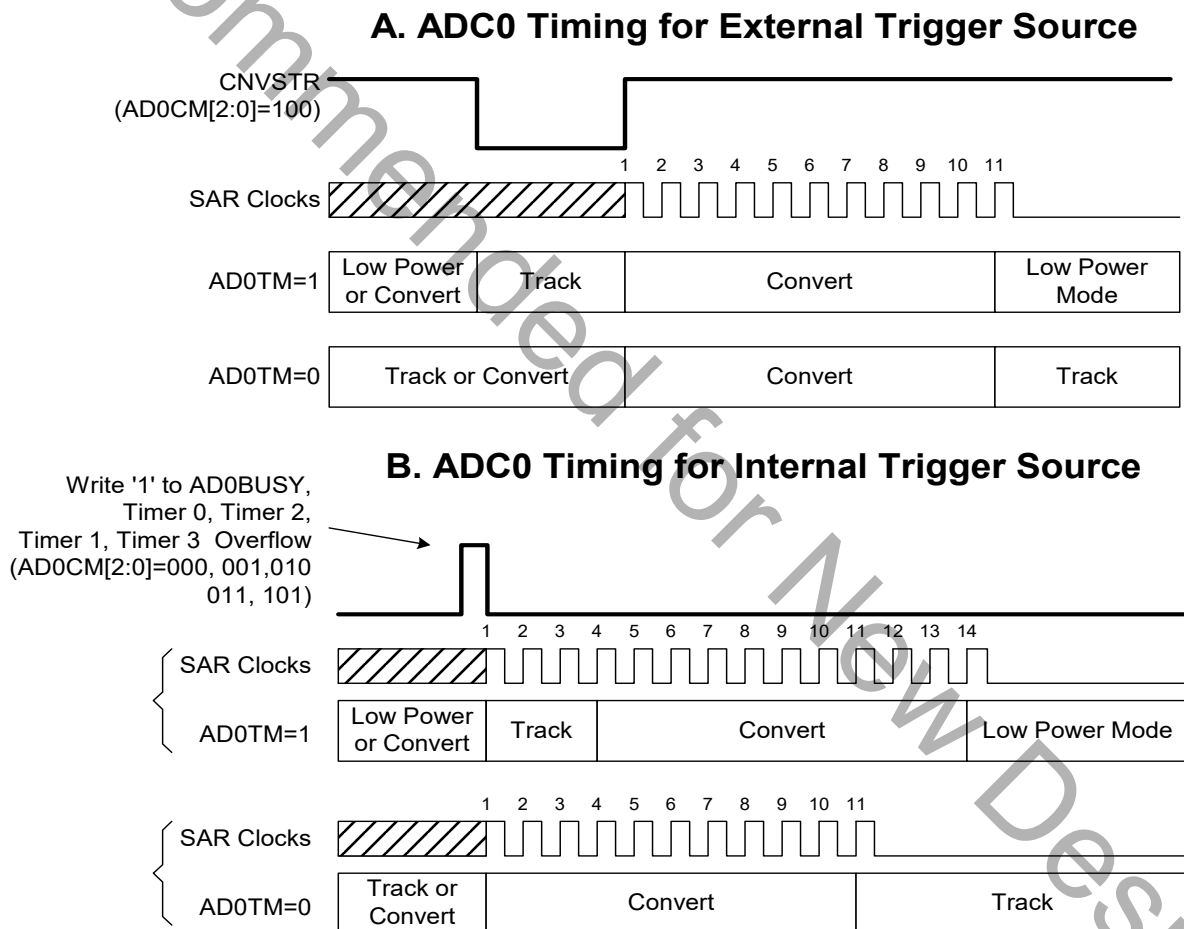 A. ADC0 Timing for External Trigger Source
CNVSTR
(AD0CM[2:0]=100)
1 2 3 4 5 6 7 8 9 10 11
SAR Clocks
AD0TM=1
Low Power
or Convert
Track
Convert
Low Power
Mode
AD0TM=0
Track or Convert
Convert
Track
B. ADC0 Timing for Internal Trigger Source
Write '1' to AD0BUSY,
Timer 0, Timer 2,
Timer 1, Timer 3 Overflow
(AD0CM[2:0]=000, 001,010
011, 101)
1 2 3 4 5 6 7 8 9 10 11 12 13 14
SAR Clocks
AD0TM=1
Low Power
or Convert
Track
Convert
Low Power Mode
1 2 3 4 5 6 7 8 9 10 11
SAR Clocks
AD0TM=0
Track or
Convert
Convert
Track
ommended for New Des